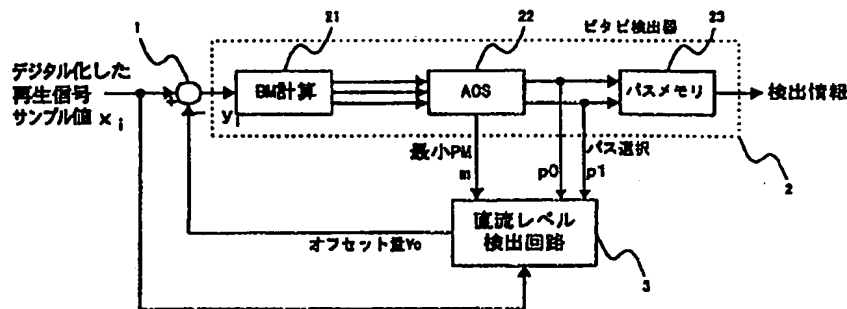 1
21
22
ビタビ検出器
23
デジタル化した
再生信号
サンプル値 x i
+
−
y i
BM計算
ACS
パスメモリ
検出情報
最小PM
m
p0
パス選択
p1
2
オフセット量Yo
直流レベル
検出回路
3